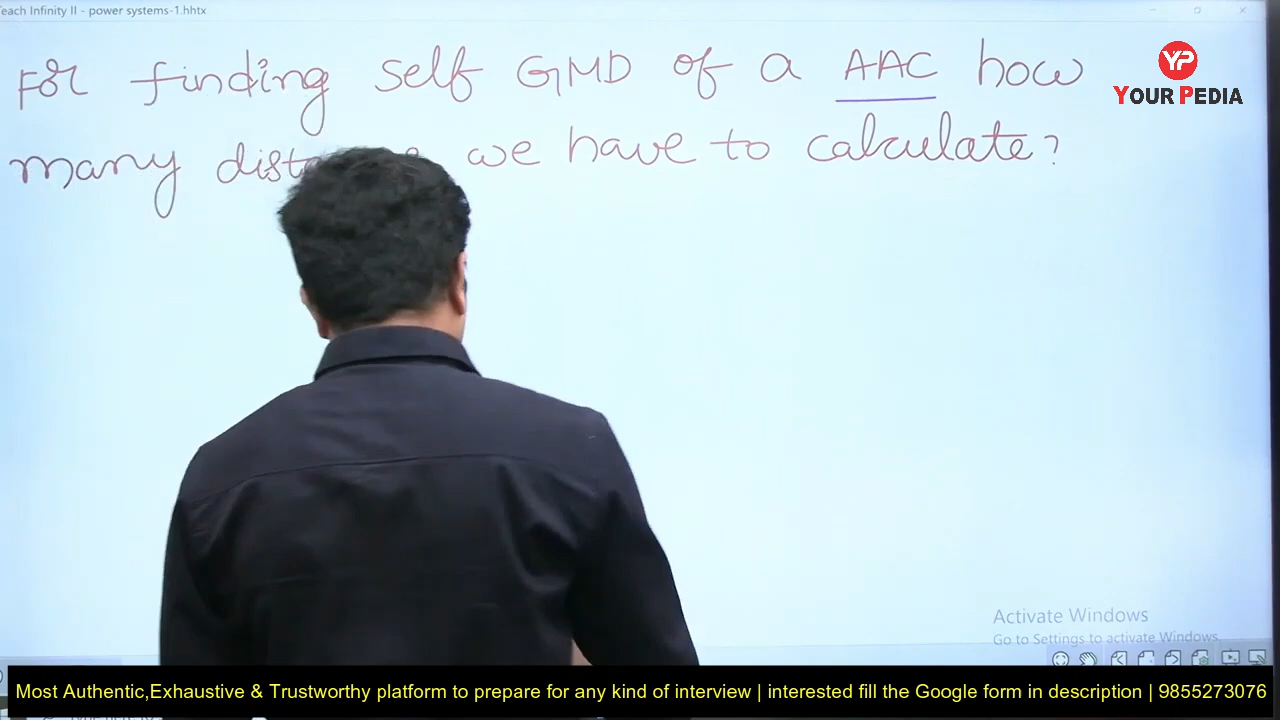 Teach Infinity II - power systems-1.hhtx
For finding self GMD of a AAC how
many we have to calculate?
YP
YOUR PEDIA
Activate Windows
Go to Settings to activate Windows.
Most Authentic,Exhaustive & Trustworthy platform to prepare for any kind of interview | interested fill the Google form in description | 9855273076